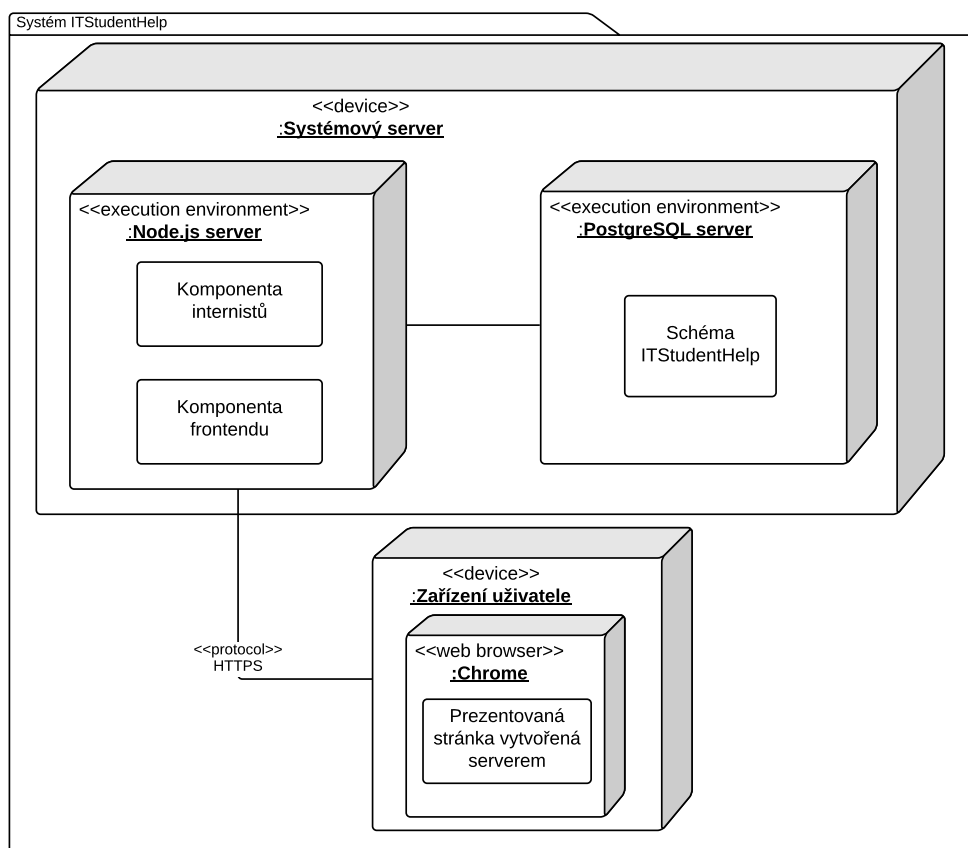 Systém ITStudentHelp
<<device>>
:Systémový server
<<execution environment>>
:Node.js server
Komponenta
internistů
Komponenta
frontendu
<<execution environment>>
:PostgreSQL server
Schéma
ITStudentHelp
<<protocol>>
HTTPS
<<device>>
:Zařízení uživatele
<<web browser>>
:Chrome
Prezentovaná
stránka vytvořená
serverem